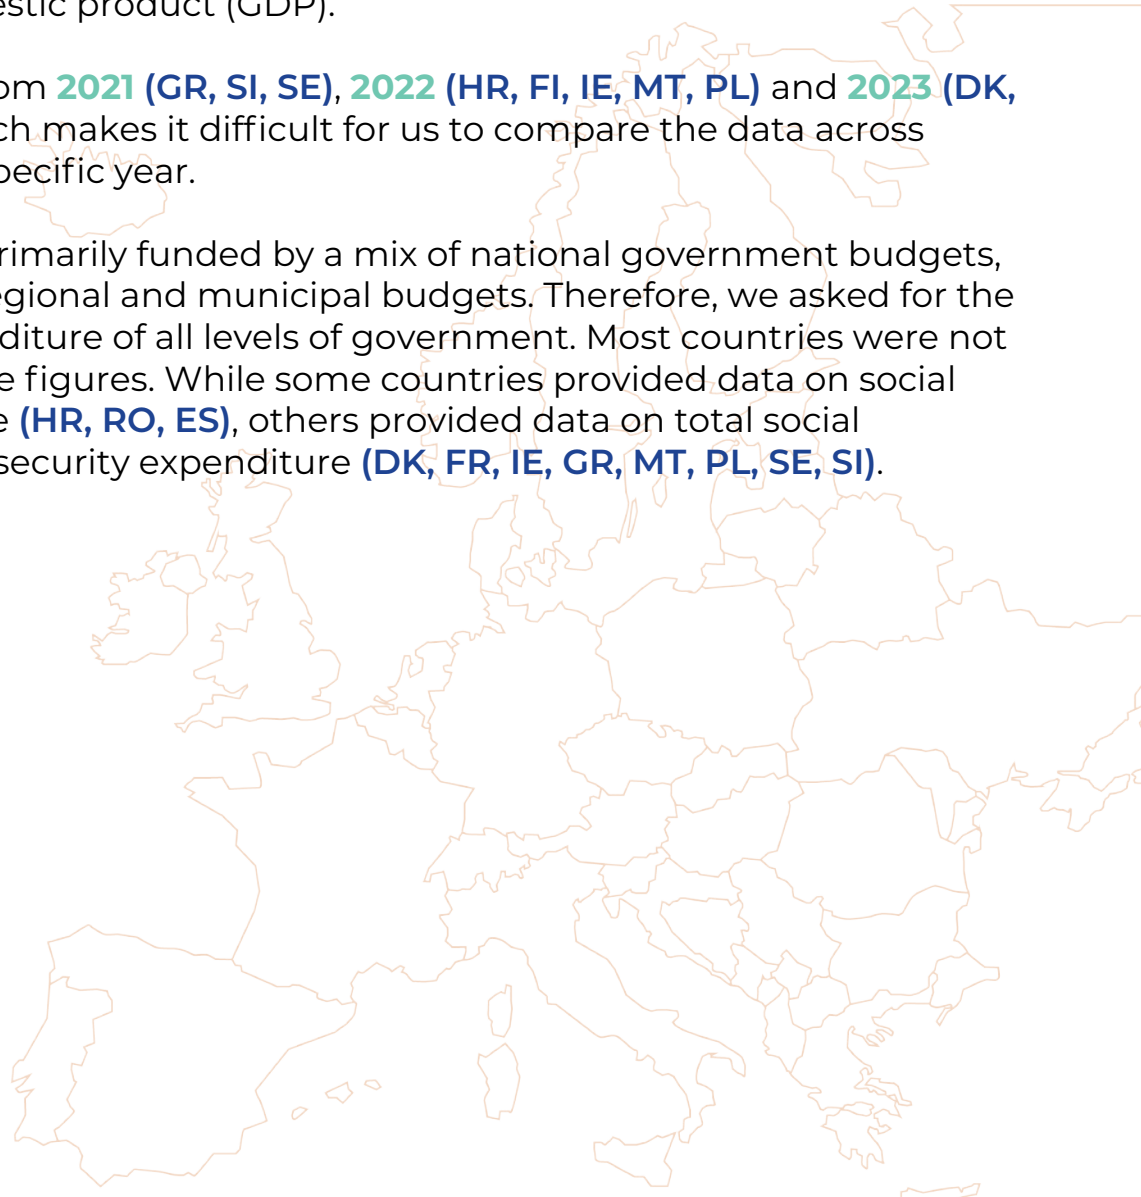 estic product (GDP).
om 2021 (GR, SI, SE), 2022 (HR, FI, IE, MT, PL) and 2023 (DK,
ch makes it difficult for us to compare the data across
pecific year.
rimarily funded by a mix of national government budgets,
egional and municipal budgets. Therefore, we asked for the
diture of all levels of government. Most countries were not
e figures. While some countries provided data on social
e (HR, RO, ES), others provided data on total social
security expenditure (DK, FR, IE, GR, MT, PL, SE, SI).